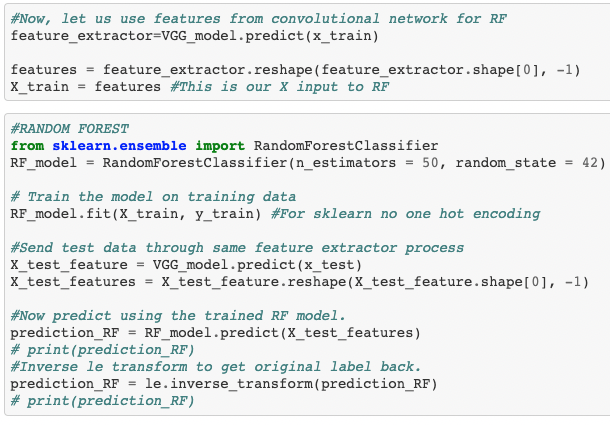 #Now, let us use features from convolutional network for RF
feature_extractor=VGG_model.predict(x_train)
features = feature_extractor.reshape(feature_extractor.shape[0], -1)
X_train = features #This is our X input to RF
#RANDOM FOREST
from sklearn.ensemble import RandomForestClassifier
RF_model = RandomForestClassifier(n_estimators = 50, random_state = 42)
# Train the model on training data
RF_model.fit(X_train, y_train) #For sklearn no one hot encoding
#Send test data through same feature extractor process
X_test_feature = VGG_model.predict(x_test)
X_test_features = X_test_feature.reshape(X_test_feature.shape[0], -1)
#Now predict using the trained RF model.
prediction_RF = RF_model.predict(X_test_features)
# print(prediction_RF)
#Inverse le transform to get original label back.
prediction_RF = le.inverse_transform(prediction_RF)
# print(prediction_RF)